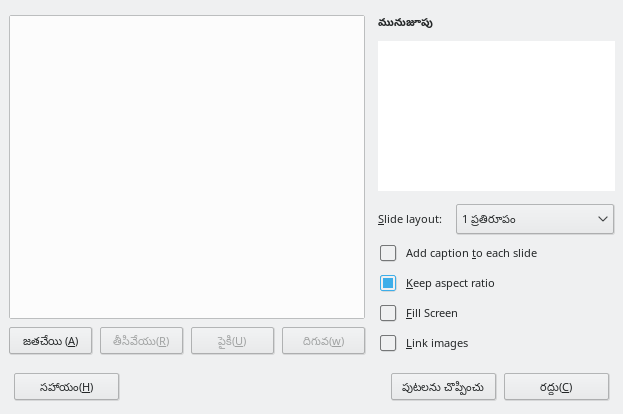 మునుజూపు
Slide layout: 1 ప్రతిరూపం
Add caption to each slide
Keep aspect ratio
Fill Screen
Link images
జతచేయి (A) తీసివేయు(R) పైకి(U) దిగువ(w)
సహాయం(H) పుటలను చొప్పించు రద్దు(C)